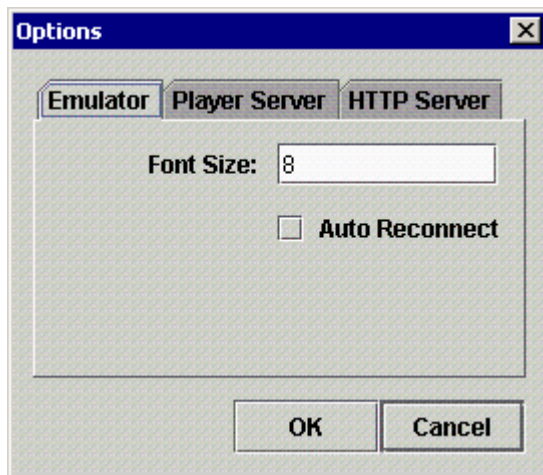 Options
Emulator Player Server HTTP Server
Font Size: 8
Auto Reconnect
OK Cancel